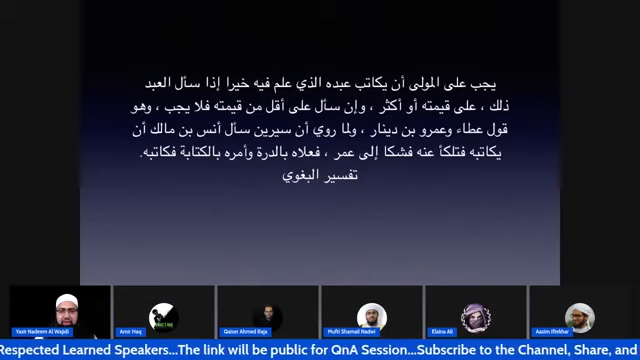 يجب على المولى أن يكاتب عبده الذي علم فيه خيرا إذا سأل العبد
ذلك ، على قيمته أو أكثر ، وإن سأل على أقل من قيمته فلا يجب ، وهو
قول عطاء وعمرو بن دينار ، ولما روي أن سيرين سأل أنس بن مالك أن
يكاتبه فتلكأ عنه فشكا إلى عمر ، فعلاه بالدرة وأمره بالكتابة فكاتبه.
تفسير البغوي
Yasir Nadeem Al Wajidi
Amir Haq
Qaiser Ahmed Raja
Mufti Shamail Nadwi
Elaina Ali
Aasim Iftekhar
Respected Learned Speakers...The link will be public for QnA Session...Subscribe to the Channel, Share, and